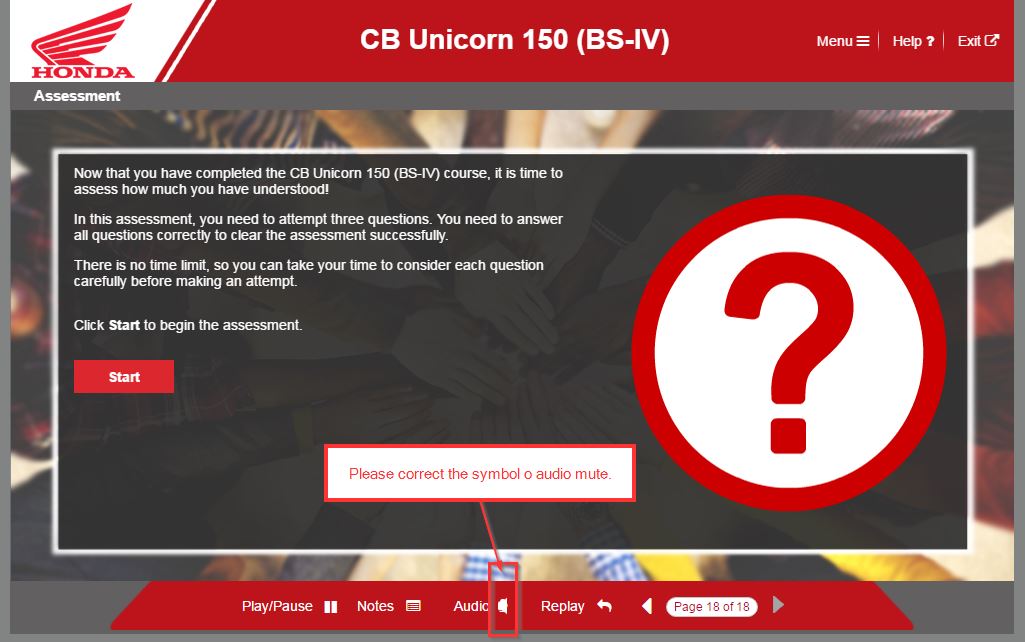 HONDA
CB Unicorn 150 (BS-IV)
Menu
Help ?
Exit
Assessment
Now that you have completed the CB Unicorn 150 (BS-IV) course, it is time to
assess how much you have understood!
In this assessment, you need to attempt three questions. You need to answer
all questions correctly to clear the assessment successfully.
There is no time limit, so you can take your time to consider each question
carefully before making an attempt.
Click Start to begin the assessment.
Start
?
Please correct the symbol o audio mute.
Play/Pause
Notes
Audio
Replay
Page 18 of 18